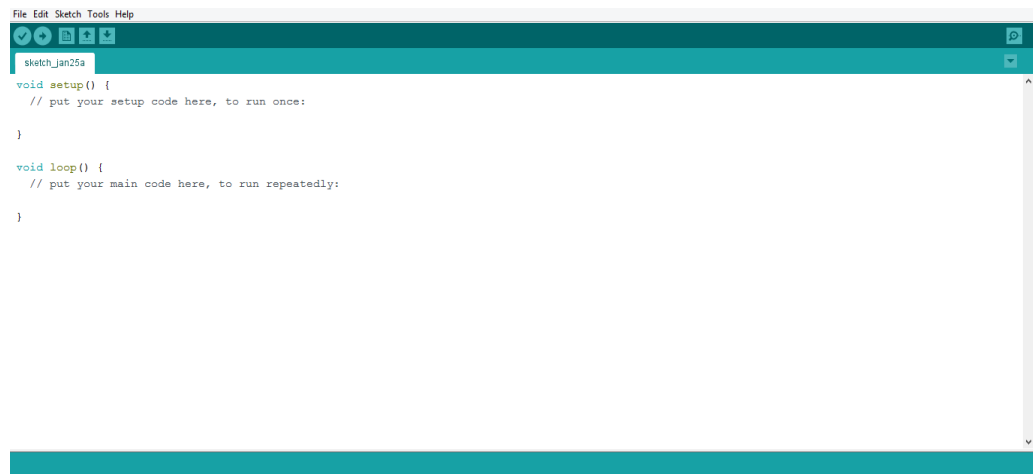 File Edit Sketch Tools Help
sketch_jan25a
void setup() {
  // put your setup code here, to run once:
}
void loop() {
  // put your main code here, to run repeatedly:
}